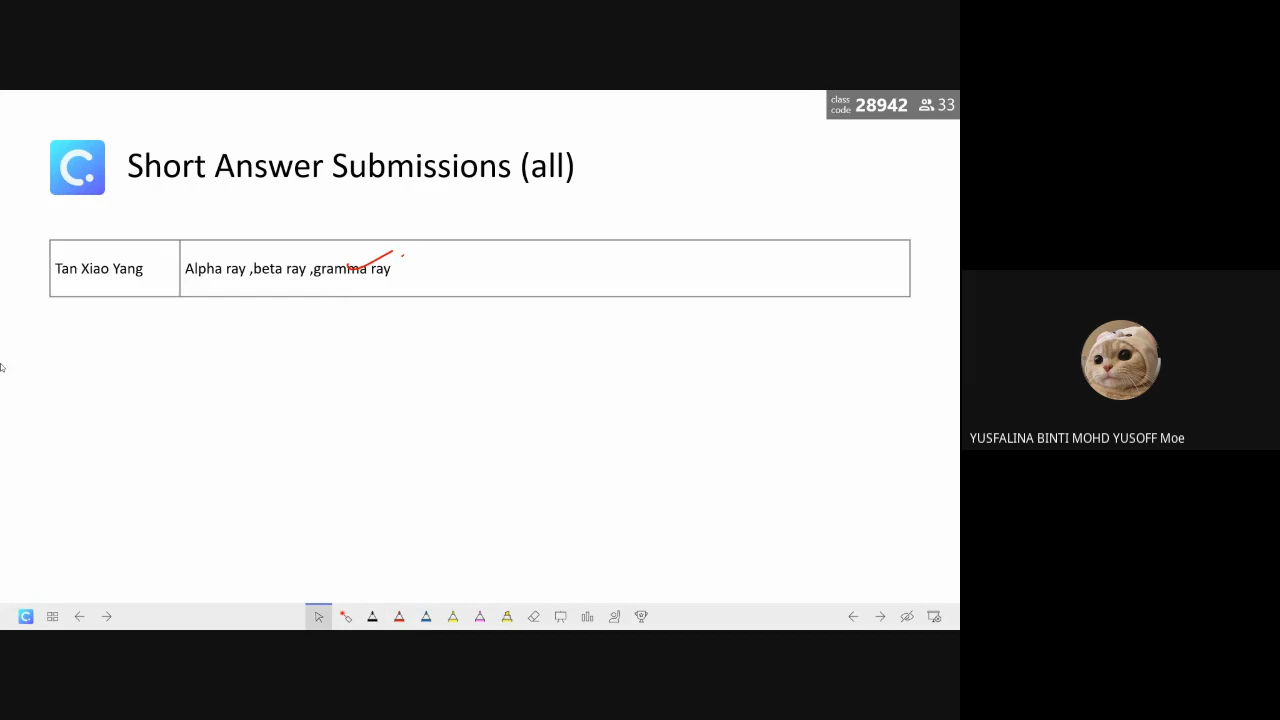 class code 28942 33
Short Answer Submissions (all)
Tan Xiao Yang Alpha ray ,beta ray ,gramma ray
YUSFALINA BINTI MOHD YUSOFF Moe